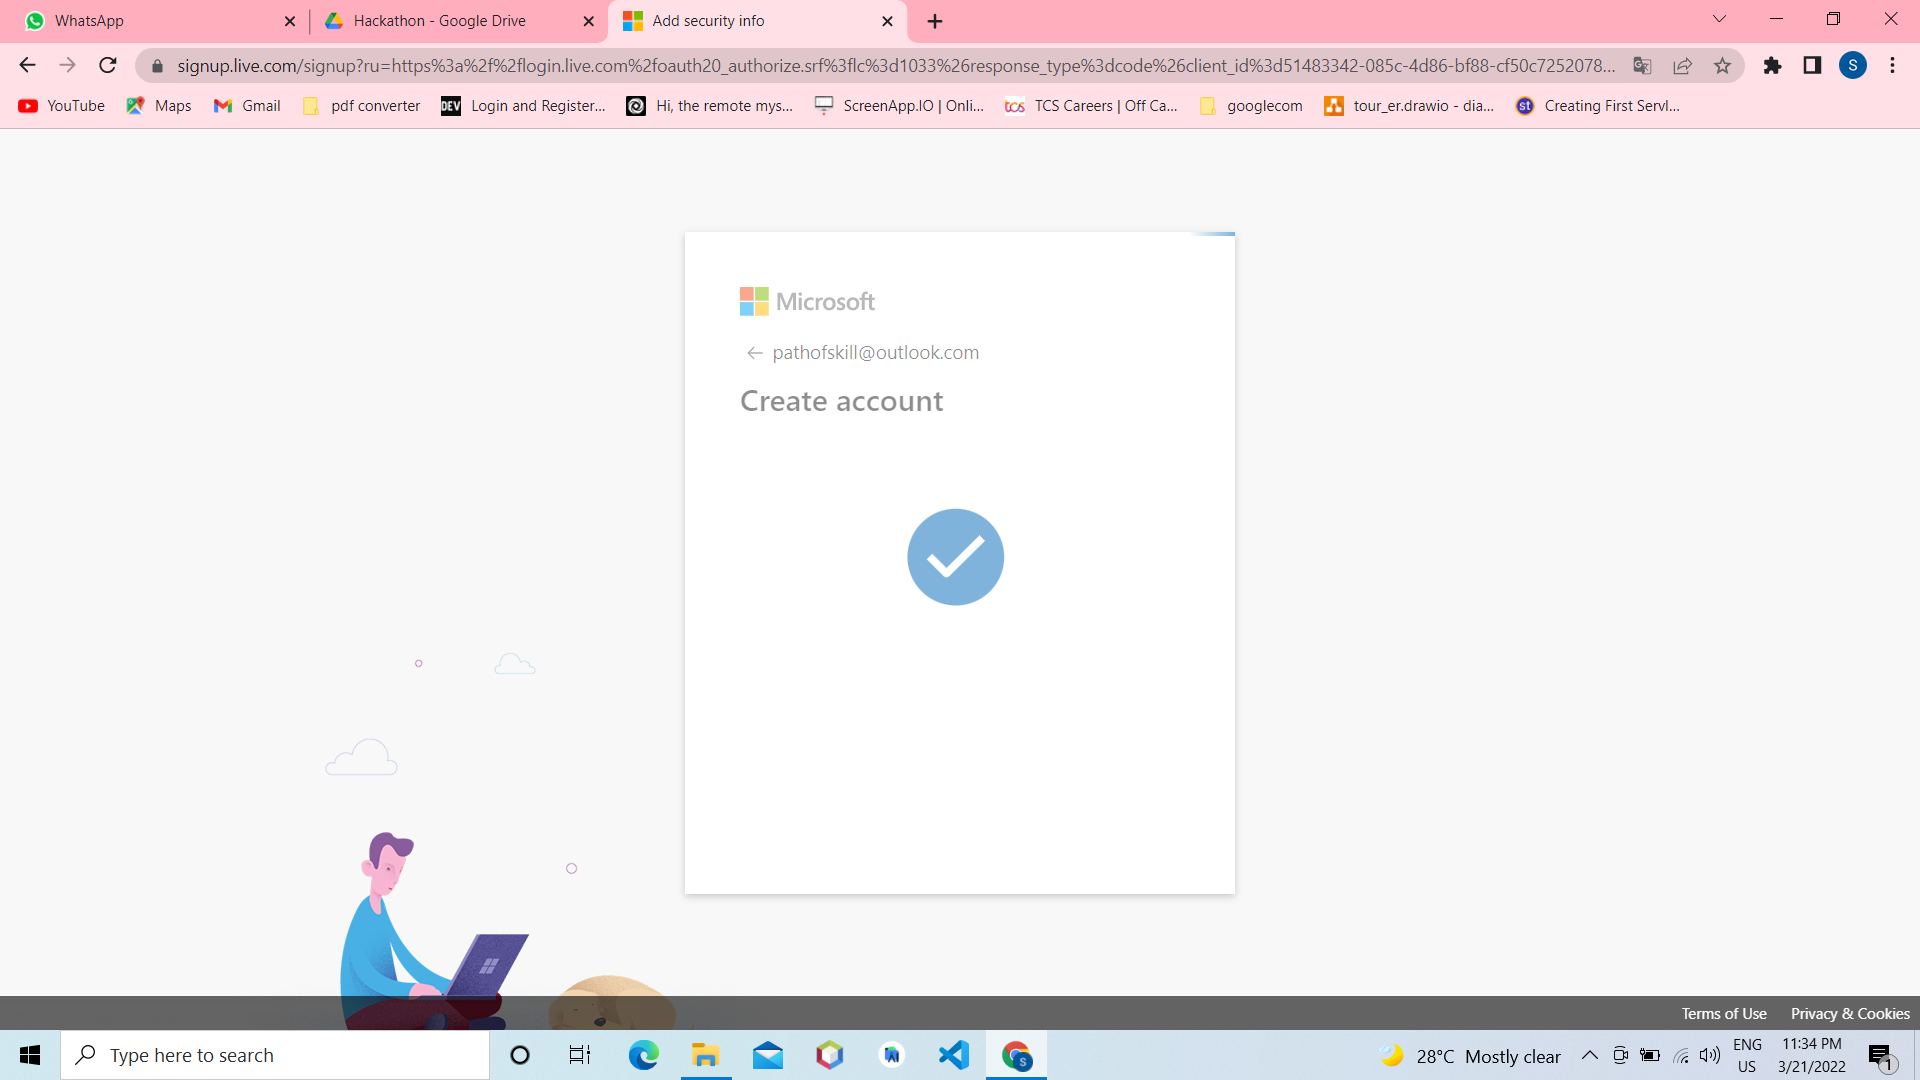 WhatsApp
Hackathon - Google Drive
Add security info
signup.live.com/signup?ru=https%3a%2f%2flogin.live.com%2foauth20_authorize.srf%3flc%3d1033%26response_type%3dcode%26client_id%3d51483342-085c-4d86-bf88-cf50c7252078...
S
YouTube
Maps
Gmail
pdf converter
DEV
Login and Register...
Hi, the remote mys...
ScreenApp.IO | Onli...
tcs
TCS Careers | Off Ca...
googlecom
tour_er.drawio - dia...
st
Creating First Servl...
Microsoft
pathofskill@outlook.com
Create account
Terms of Use
Privacy & Cookies
Type here to search
S
28°C Mostly clear
ENG
US
11:34 PM
3/21/2022
1